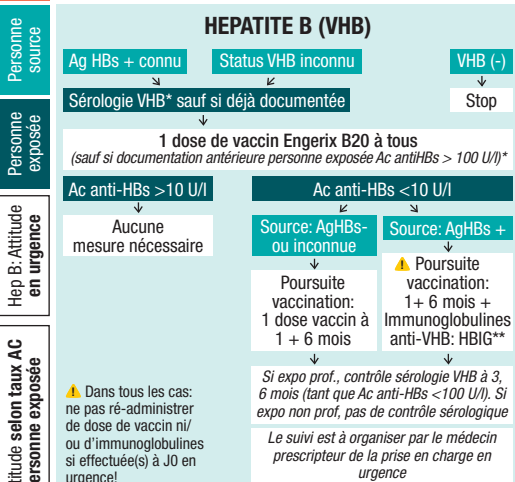 HEPATITE B (VHB)
Personne
source
Ag HBs + connu
Status VHB inconnu
VHB (-)
Sérologie VHB* sauf si déjà documentée
Stop
Personne
exposée
1 dose de vaccin Engerix B20 à tous
(sauf si documentation antérieure personne exposée Ac antiHBs > 100 U/l)*
Ac anti-HBs >10 U/l
Ac anti-HBs <10 U/l
Hep B: Attitude
en urgence
Aucune
mesure nécessaire
Source: AgHBs-
ou inconnue
Source: AgHBs +
Poursuite
vaccination:
1 dose vaccin à
1 + 6 mois
Poursuite
vaccination:
1+ 6 mois +
Immunoglobulines
anti-VHB: HBIG**
selon taux AC
personne exposée
Dans tous les cas:
ne pas ré-administrer
de dose de vaccin ni/
ou d'immunoglobulines
si effectuée(s) à J0 en
urgence!
Si expo prof., contrôle sérologie VHB à 3,
6 mois (tant que Ac anti-HBs <100 U/l). Si
expo non prof, pas de contrôle sérologique
Le suivi est à organiser par le médecin
prescripteur de la prise en charge en
urgence